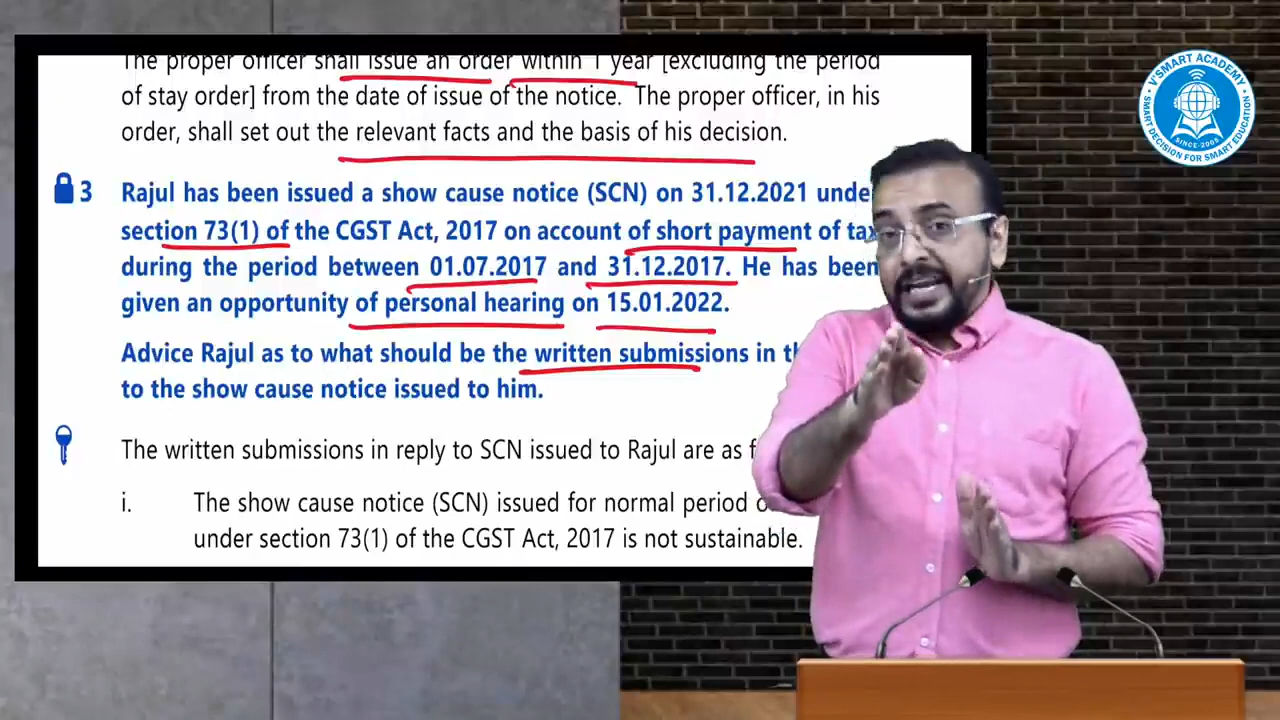 The proper officer shall issue an order within 1 year [excluding the period
of stay order] from the date of issue of the notice. The proper officer, in his
order, shall set out the relevant facts and the basis of his decision.
3 Rajul has been issued a show cause notice (SCN) on 31.12.2021 under
section 73(1) of the CGST Act, 2017 on account of short payment of tax
during the period between 01.07.2017 and 31.12.2017. He has been
given an opportunity of personal hearing on 15.01.2022.
Advice Rajul as to what should be the written submissions in
to the show cause notice issued to him.
The written submissions in reply to SCN issued to Rajul are as
i. The show cause notice (SCN) issued for normal period
under section 73(1) of the CGST Act, 2017 is not sustainable.
V'SMART ACADEMY
SINCE-2005
SMART DECISION FOR SMART EDUCATION